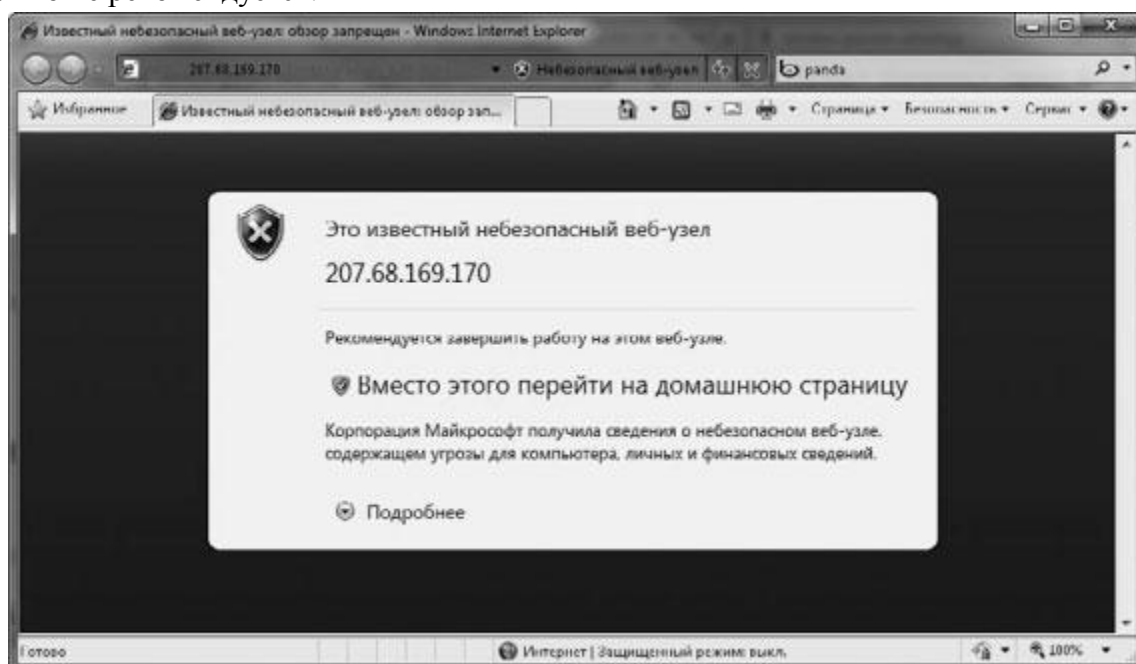 Известный небезопасный веб-узел: обзор запрещен - Windows Internet Explorer
207.68.169.170
Небезопасный веб-узел
panda
Избранное
Известный небезопасный веб-узел: обзор зап...
Страница
Безопасность
Сервис
Это известный небезопасный веб-узел
207.68.169.170
Рекомендуется завершить работу на этом веб-узле.
Вместо этого перейти на домашнюю страницу
Корпорация Майкрософт получила сведения о небезопасном веб-узле,
содержащем угрозы для компьютера, личных и финансовых сведений.
Подробнее
Готово
Интернет | Защищенный режим: выкл.
100%